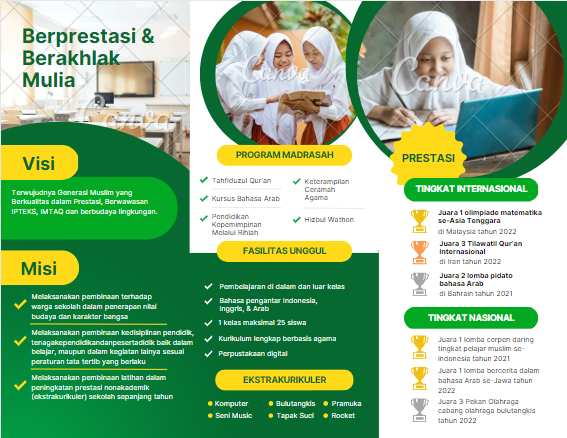 Berprestasi &
Berakhlak
Mulia
Canva
Visi
Terwujudnya Generasi Muslim yang
Berkualitas dalam Prestasi, Berwawasan
IPTEKS, IMTAQ dan berbudaya lingkungan.
Misi
Melaksanakan pembinaan terhadap
warga sekolah dalam penerapan nilai
budaya dan karakter bangsa
Melaksanakan pembinaan kedisiplinan pendidik,
tenagakependidikandanpesertadidik baik dalam
belajar, maupun dalam kegiatan lainya sesuai
peraturan tata tertib yang berlaku
Melaksanakan pembinaan latihan dalam
peningkatan prestasi nonakademik
(ekstrakurikuler) sekolah sepanjang tahun
Canva
PROGRAM MADRASAH
Tahfidzul Qur'an
Kursus Bahasa Arab
Pendidikan
Kepemimpinan
Melalui Rihlah
Keterampilan
Ceramah
Agama
Hizbul Wathon
FASILITAS UNGGUL
Pembelajaran di dalam dan luar kelas
Bahasa pengantar Indonesia,
Inggris, & Arab
1 kelas maksimal 25 siswa
Kurikulum lengkap berbasis agama
Perpustakaan digital
EKSTRAKURIKULER
Komputer
Bulutangkis
Pramuka
Seni Music
Tapak Suci
Rocket
Canva
PRESTASI
TINGKAT INTERNASIONAL
Juara 1 olimpiade matematika
se-Asia Tenggara
di Malaysia tahun 2022
Juara 3 Tilawatil Qur'an
Internasional
di Iran tahun 2022
Juara 2 lomba pidato
bahasa Arab
di Bahrain tahun 2021
TINGKAT NASIONAL
Juara 1 lomba cerpen daring
tingkat pelajar muslim se-
indonesia tahun 2021
Juara 1 lomba bercerita dalam
bahasa Arab se-Jawa tahun
2022
Juara 3 Pekan Olahraga
cabang olahraga bulutangkis
tahun 2022